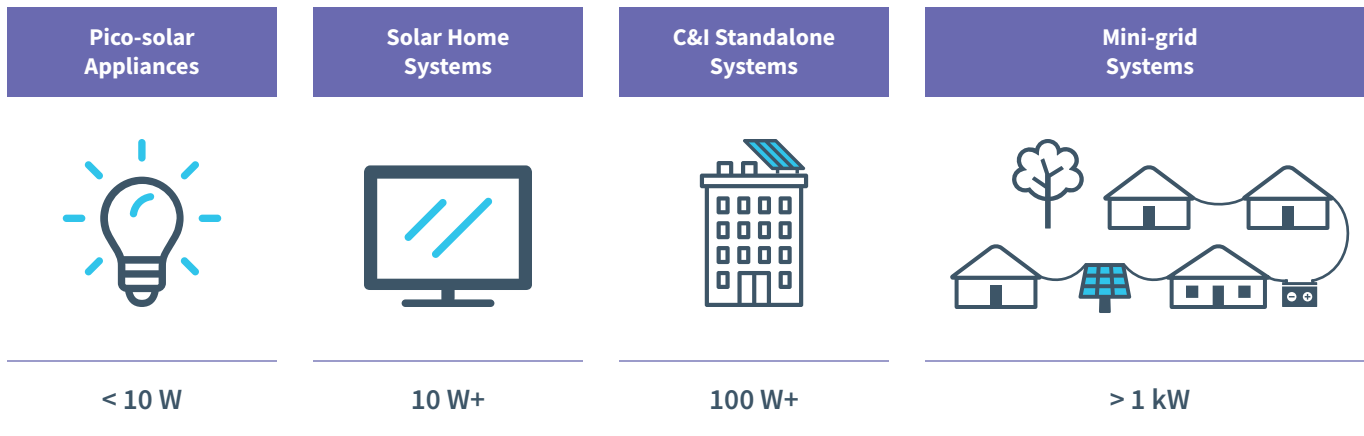 Pico-solar
Appliances
Solar Home
Systems
C&I Standalone
Systems
Mini-grid
Systems
< 10 W
10 W+
100 W+
> 1 kW